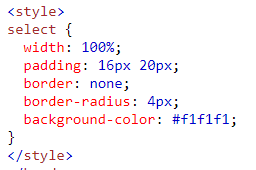 <style>
select {
  width: 100%;
  padding: 16px 20px;
  border: none;
  border-radius: 4px;
  background-color: #f1f1f1;
}
</style>